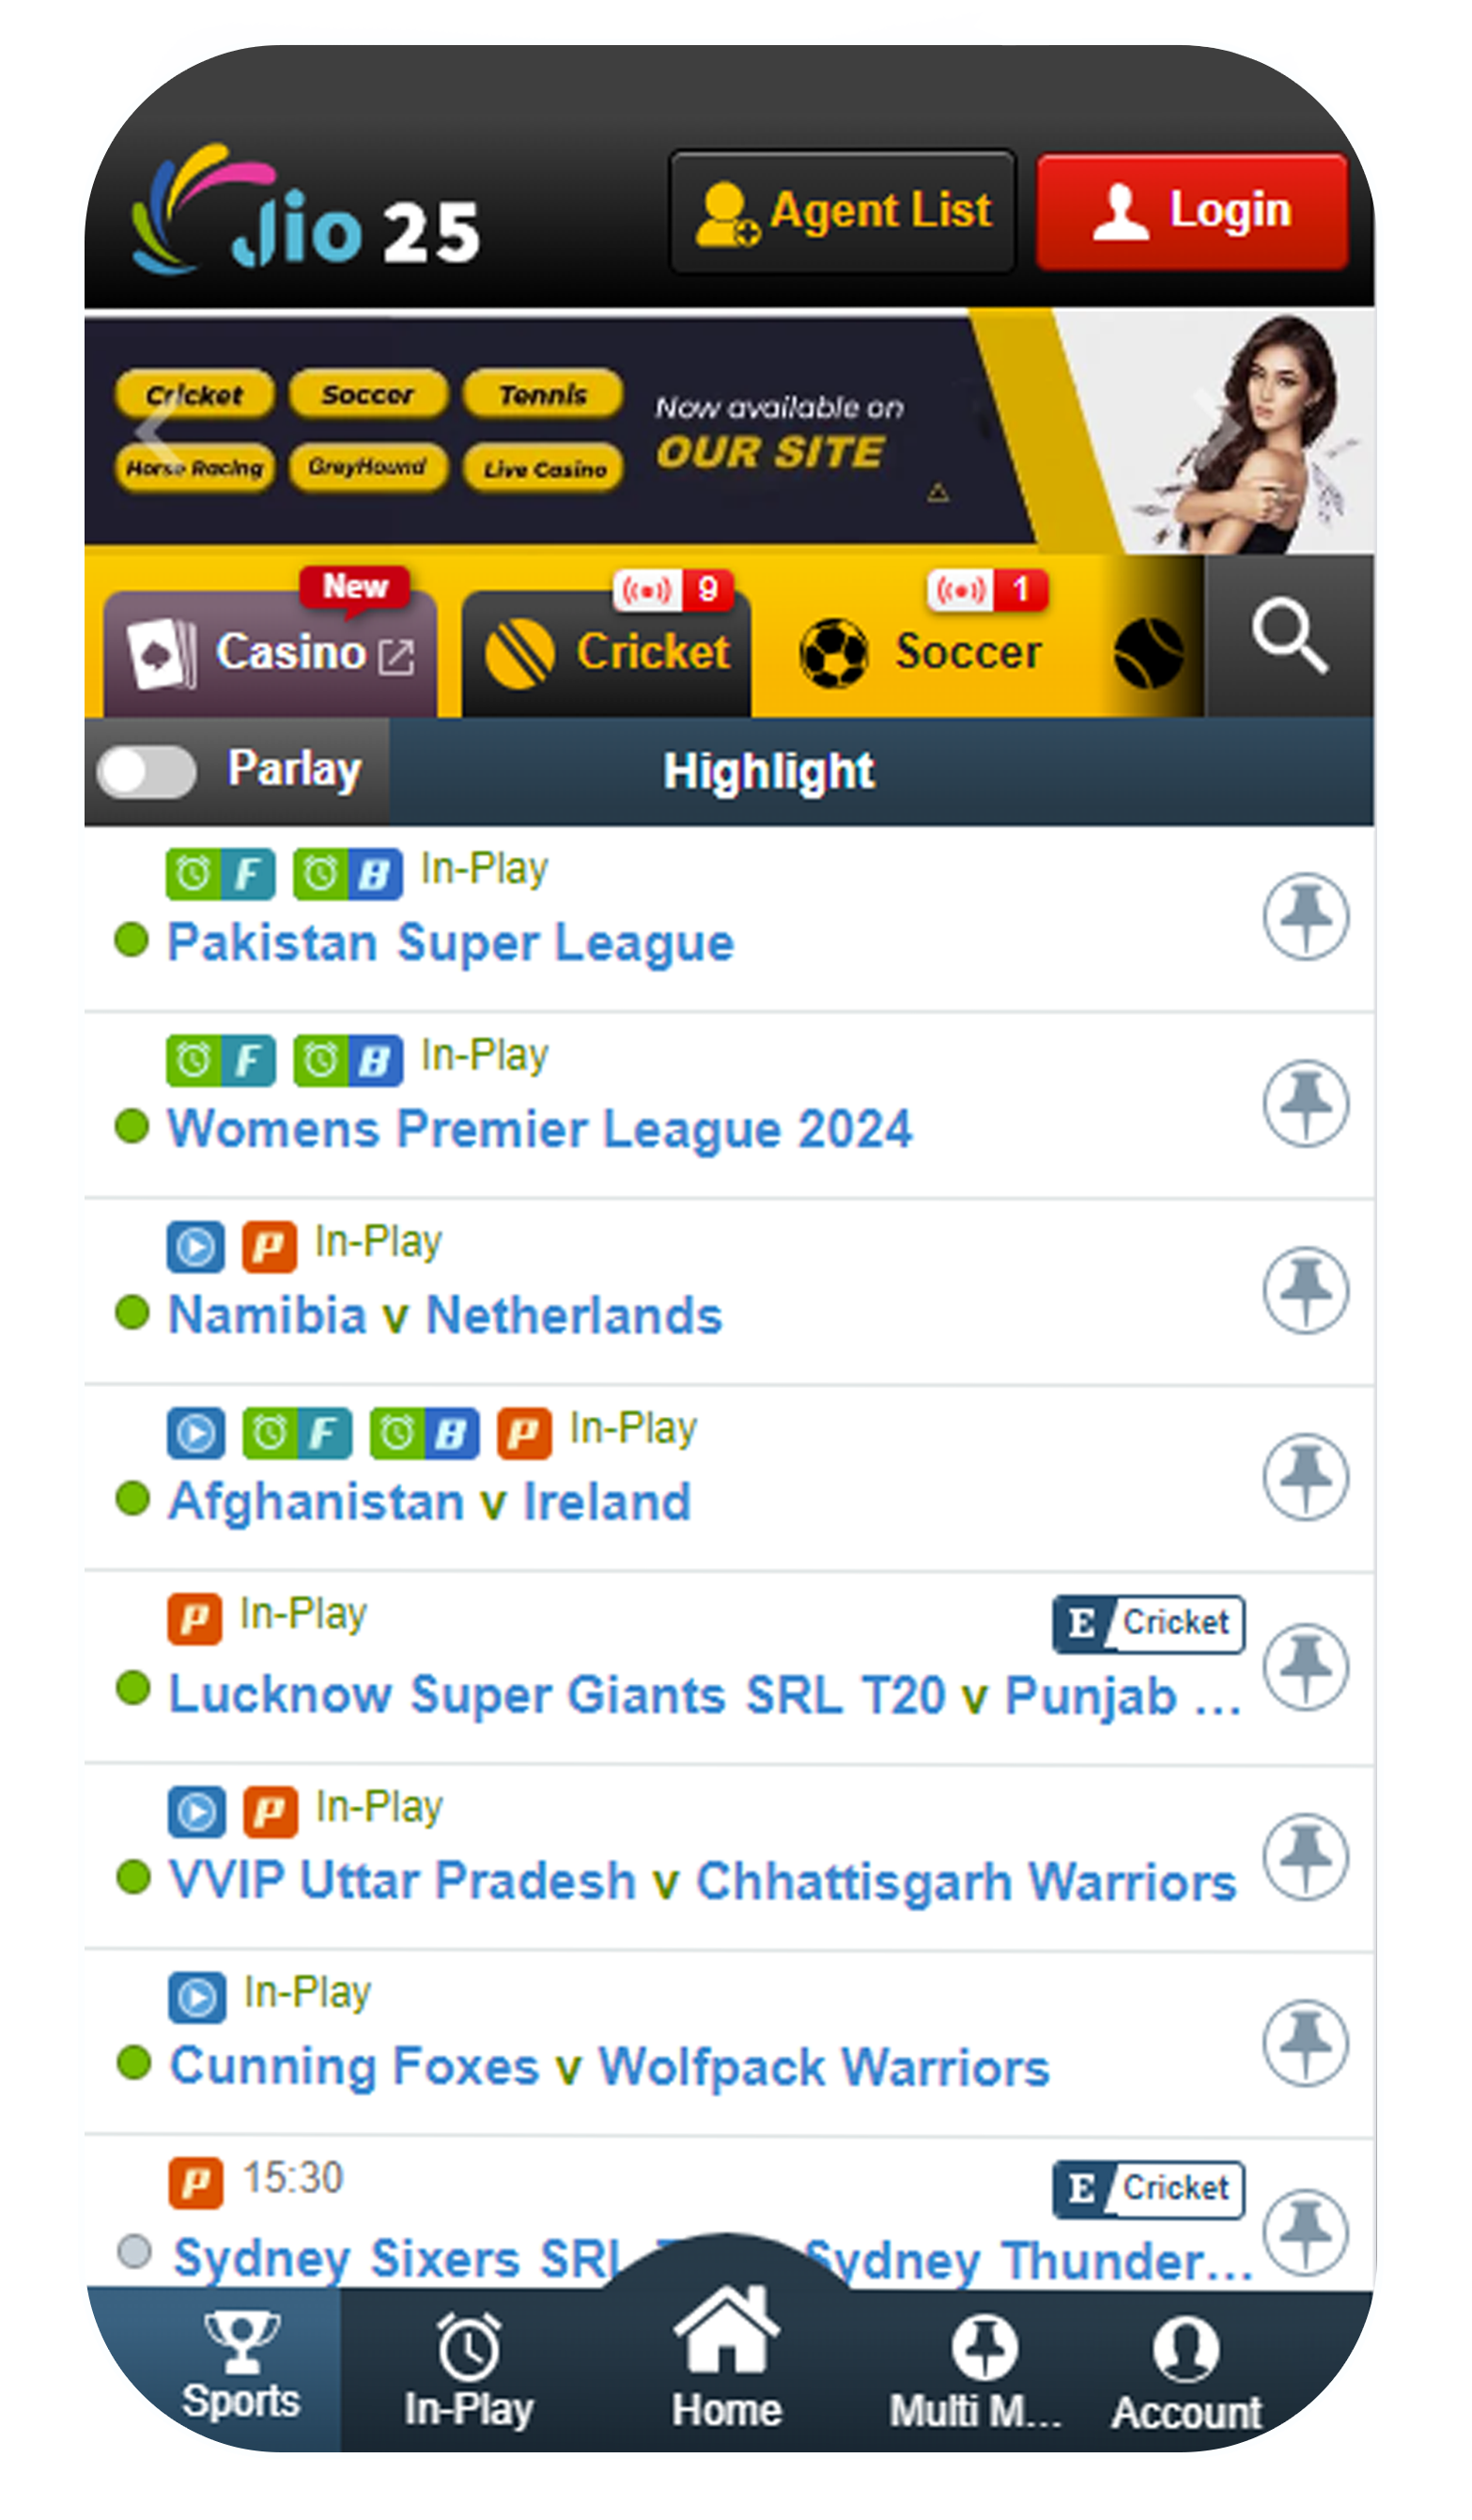 Jio 25
Agent List
Login
Cricket
Soccer
Tennis
Horse Racing
GreyHound
Live Casino
Now available on
OUR SITE
New
Casino
9
Cricket
1
Soccer
Parlay
Highlight
F B In-Play
Pakistan Super League
F B In-Play
Womens Premier League 2024
P In-Play
Namibia v Netherlands
F B P In-Play
Afghanistan v Ireland
P In-Play
E Cricket
Lucknow Super Giants SRL T20 v Punjab ...
P In-Play
VVIP Uttar Pradesh v Chhattisgarh Warriors
In-Play
Cunning Foxes v Wolfpack Warriors
P 15:30
E Cricket
Sydney Sixers SRL Sydney Thunder...
Sports
In-Play
Home
Multi M...
Account